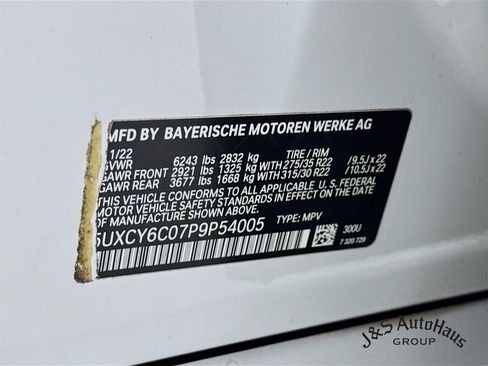 MFD BY BAYERISCHE MOTOREN WERKE AG
1/22
GVWR 6243 lbs 2832 kg TIRE / RIM
GAWR FRONT 2921 lbs 1325 kg WITH 275/35 R22 / 9.5J x 22
GAWR REAR 3677 lbs 1668 kg WITH 315/30 R22 / 10.5J x 22
THIS VEHICLE CONFORMS TO ALL APPLICABLE U.S. FEDERAL
MOTOR VEHICLE SAFETY STANDARDS IN EFFECT ON THE DATE
OF MANUFACTURE SHOWN ABOVE.
5UXCY6C07P9P54005 TYPE: MPV
300U
7 320 729
J&S AutoHaus
GROUP